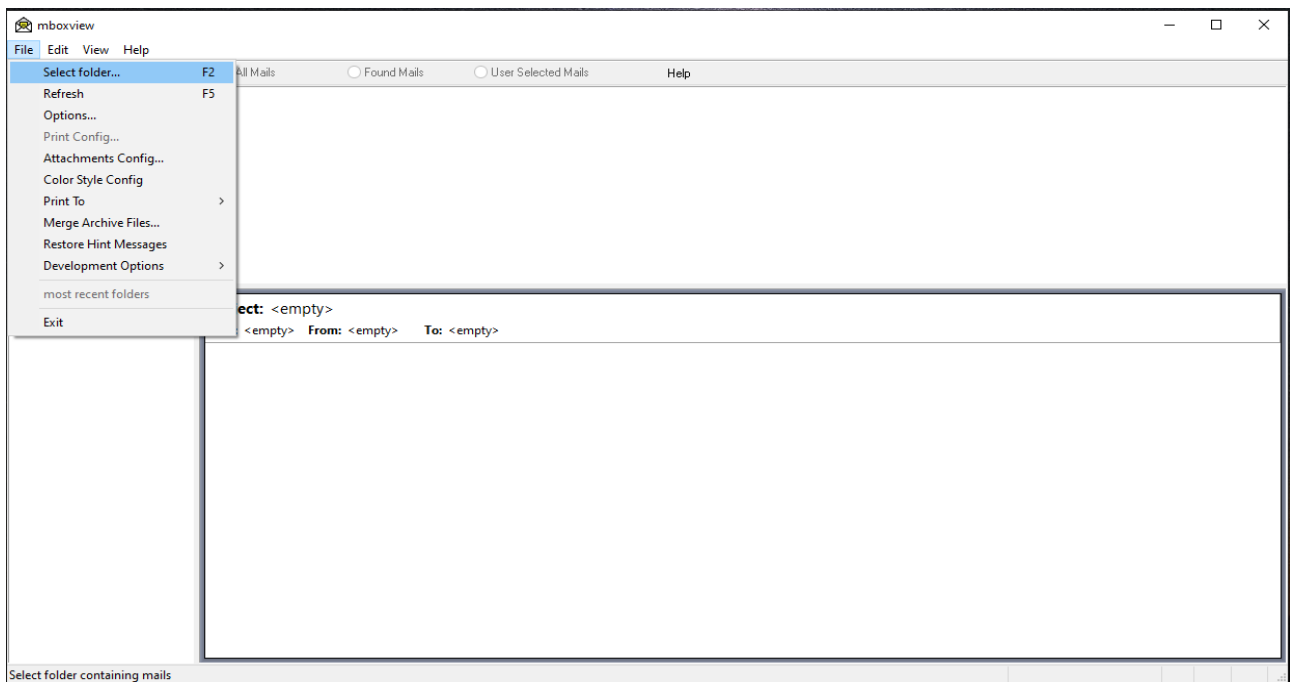 mboxview
File Edit View Help
Select folder... F2
All Mails Found Mails User Selected Mails Help
Refresh F5
Options...
Print Config...
Attachments Config...
Color Style Config
Print To >
Merge Archive Files...
Restore Hint Messages
Development Options >
most recent folders
Exit
ect: <empty>
: <empty> From: <empty> To: <empty>
Select folder containing mails